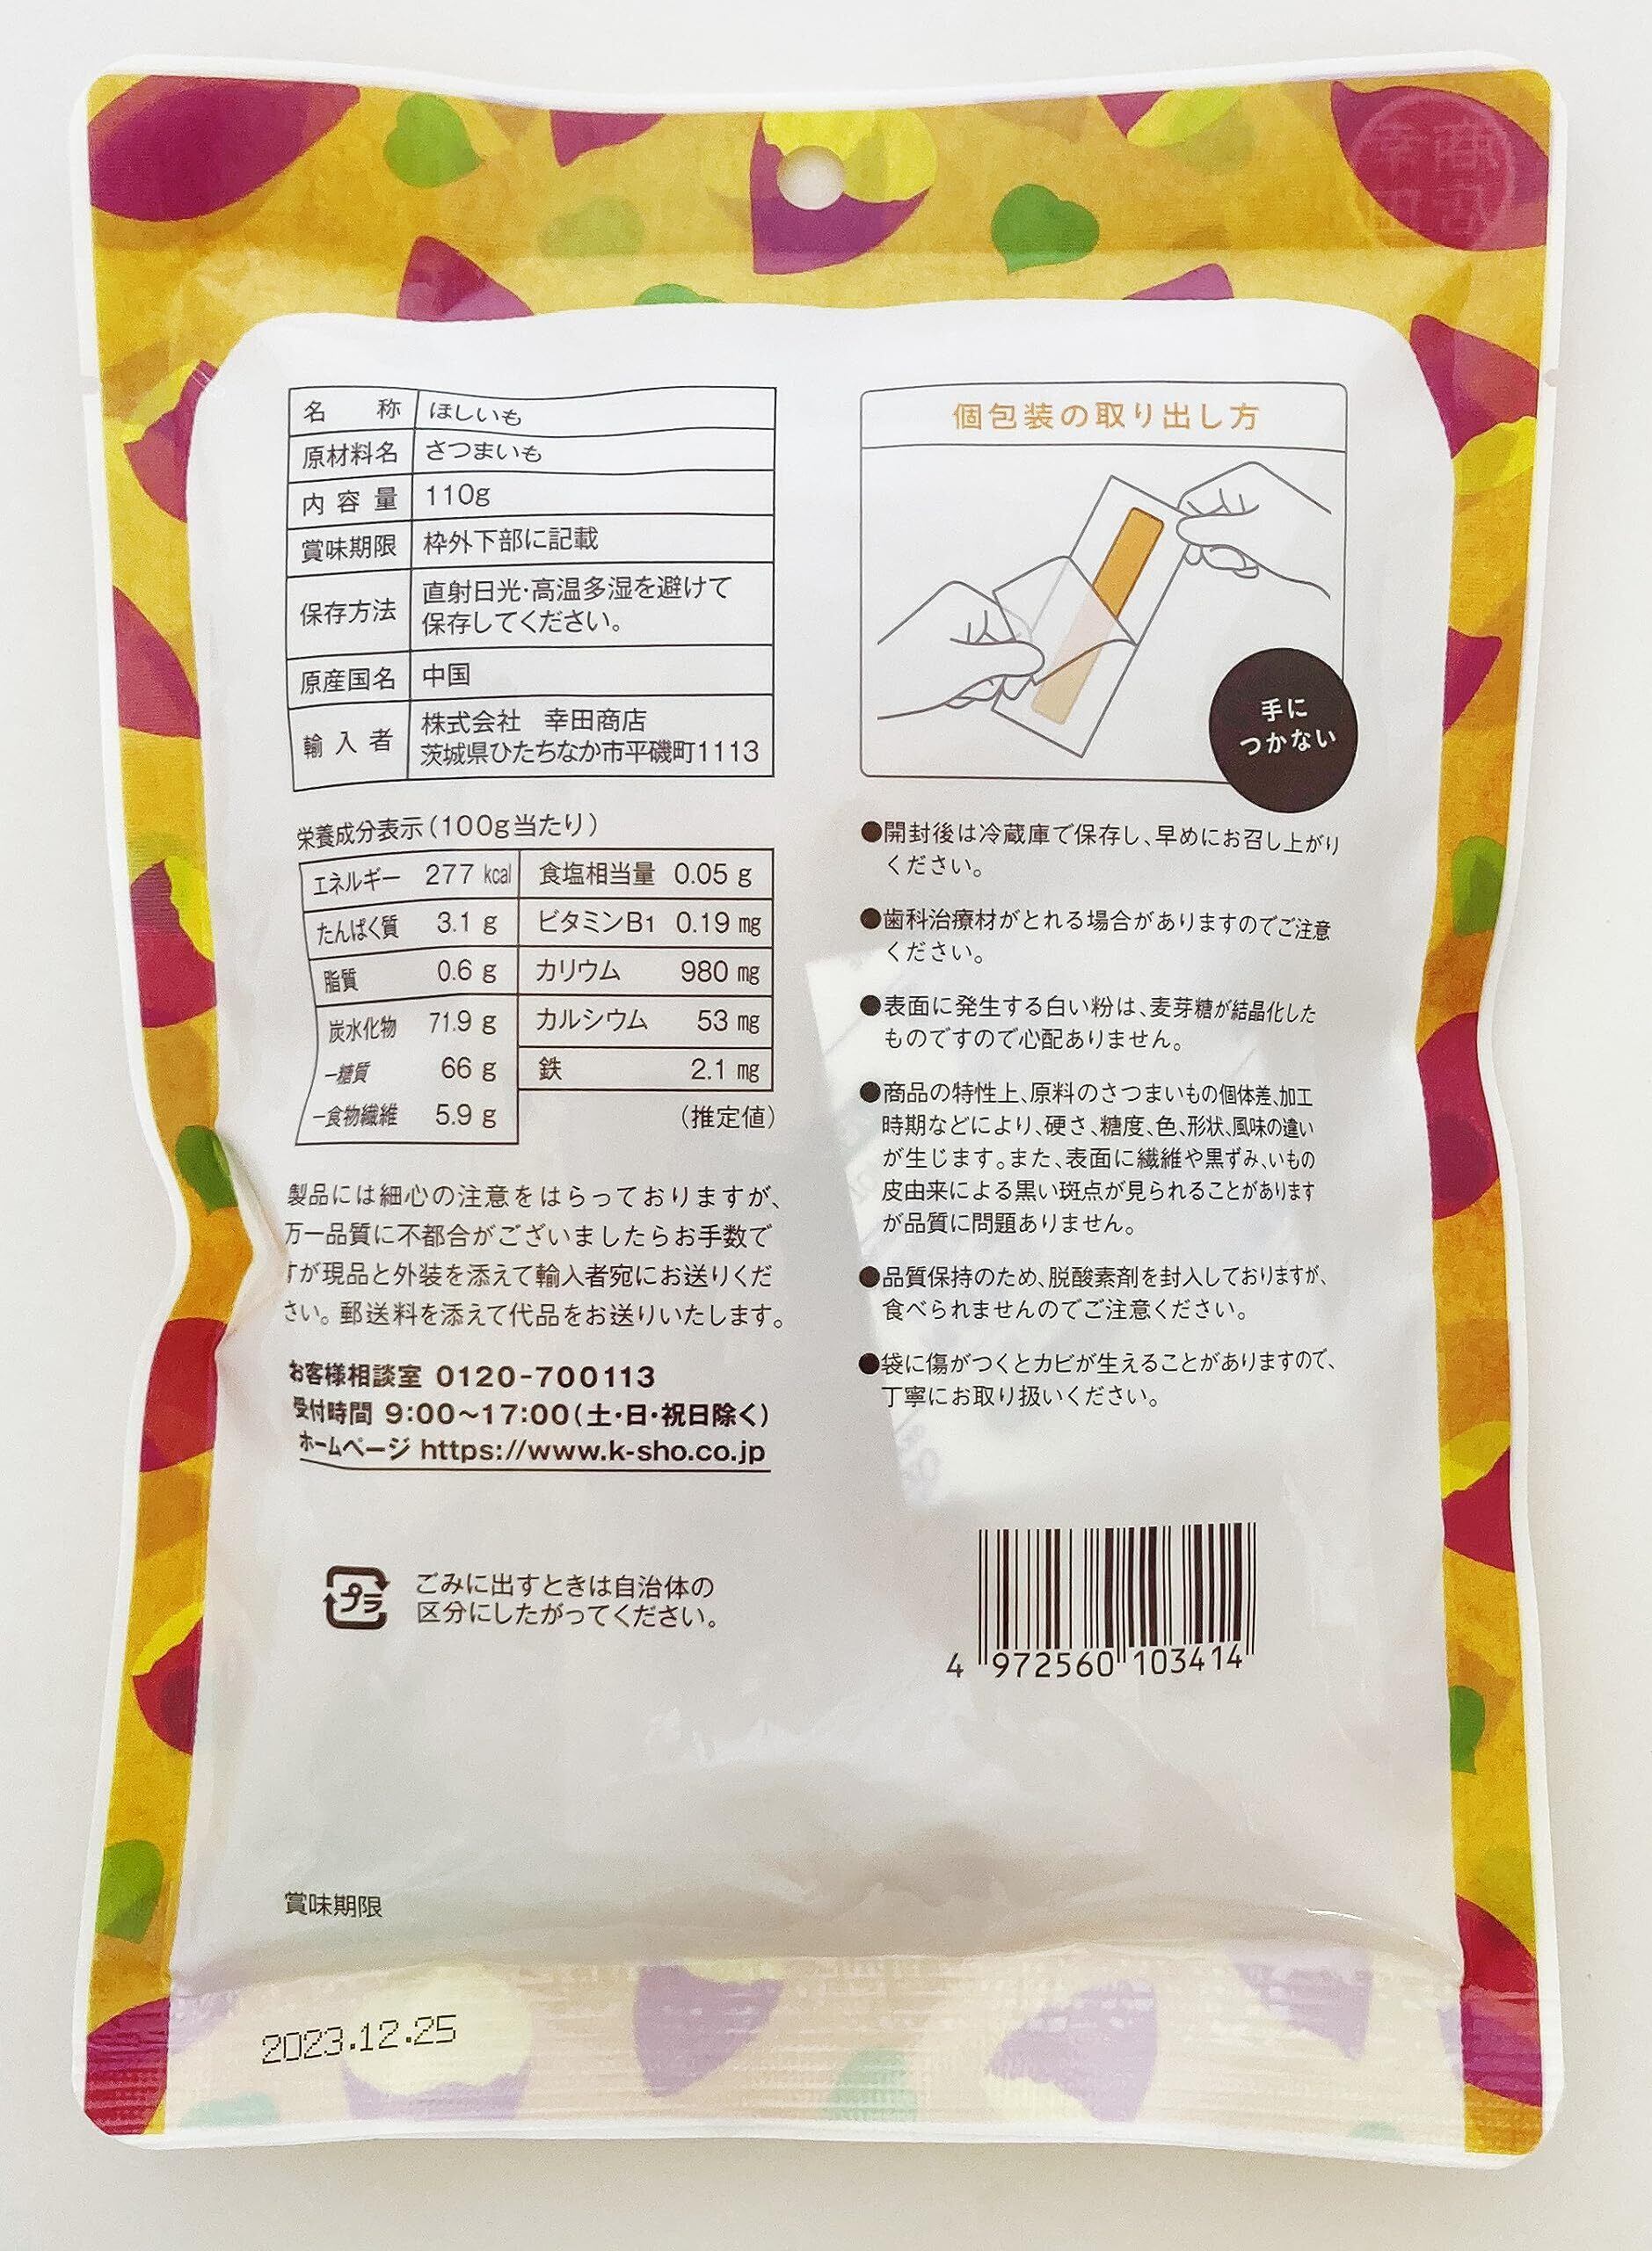 名称 ほしいも
原材料名 さつまいも
内容量 110g
賞味期限 枠外下部に記載
保存方法 直射日光・高温多湿を避けて
保存してください。
原産国名 中国
輸入者 株式会社 幸田商店
茨城県ひたちなか市平磯町1113
栄養成分表示(100g当たり)
エネルギー 277 kcal 食塩相当量 0.05 g
たんぱく質 3.1 g ビタミンB1 0.19 mg
脂質 0.6 g カリウム 980 mg
炭水化物 71.9 g カルシウム 53 mg
−糖質 66 g 鉄 2.1 mg
−食物繊維 5.9 g (推定値)
製品には細心の注意をはらっておりますが、
万一品質に不都合がございましたらお手数で
すが現品と外装を添えて輸入者宛にお送りくだ
さい。郵送料を添えて代品をお送りいたします。
お客様相談室 0120-700113
受付時間 9:00〜17:00(土・日・祝日除く)
ホームページ https://www.k-sho.co.jp
プラ
ごみに出すときは自治体の
区分にしたがってください。
個包装の取り出し方
手に
つかない
●開封後は冷蔵庫で保存し、早めにお召し上がり
ください。
●歯科治療材がとれる場合がありますのでご注意
ください。
●表面に発生する白い粉は、麦芽糖が結晶化した
ものですので心配ありません。
●商品の特性上、原料のさつまいもの個体差、加工
時期などにより、硬さ、糖度、色、形状、風味の違い
が生じます。また、表面に繊維や黒ずみ、いもの
皮由来による黒い斑点が見られることがあります
が品質に問題ありません。
●品質保持のため、脱酸素剤を封入しておりますが、
食べられませんのでご注意ください。
●袋に傷がつくとカビが生えることがありますので、
丁寧にお取り扱いください。
4 972560 103414
賞味期限
2023.12.25